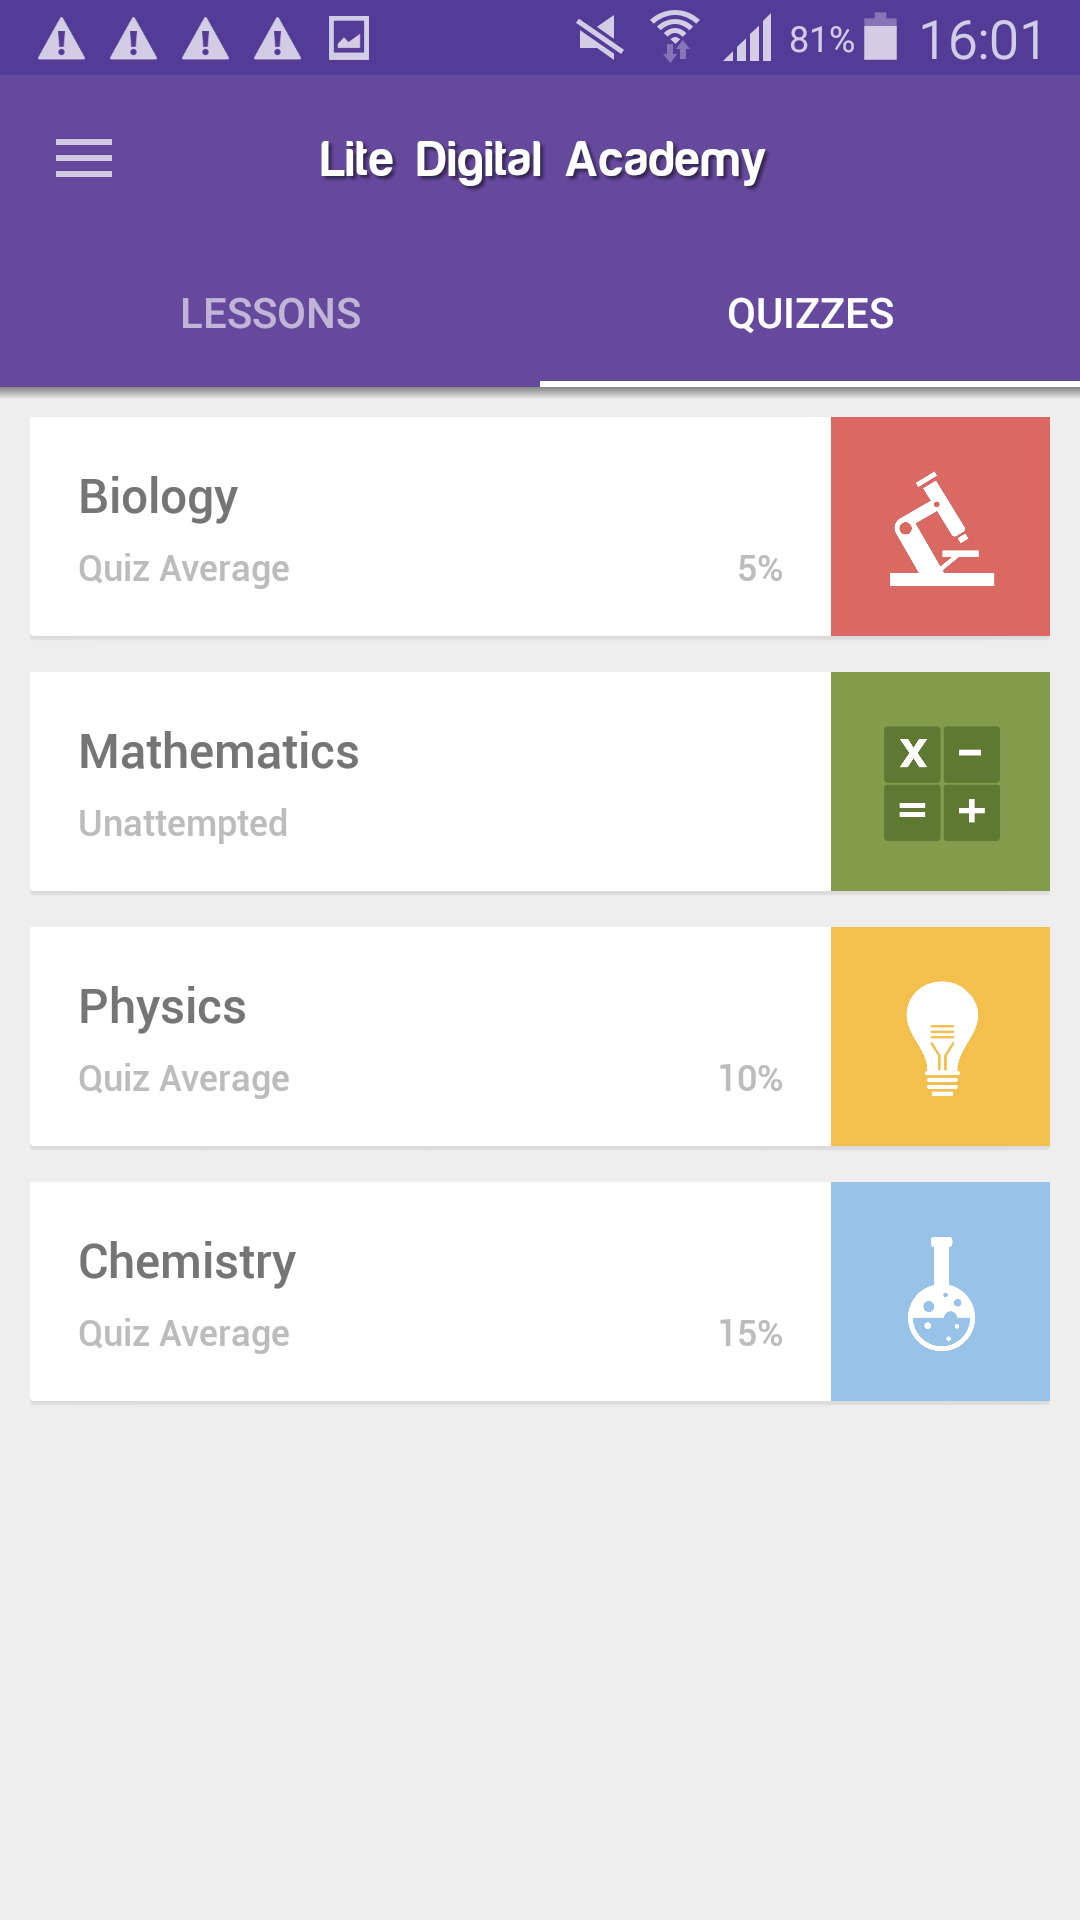 81% 16:01
Lite Digital Academy
LESSONS QUIZZES
Biology
Quiz Average 5%
Mathematics
Unattempted
X −
= +
Physics
Quiz Average 10%
Chemistry
Quiz Average 15%